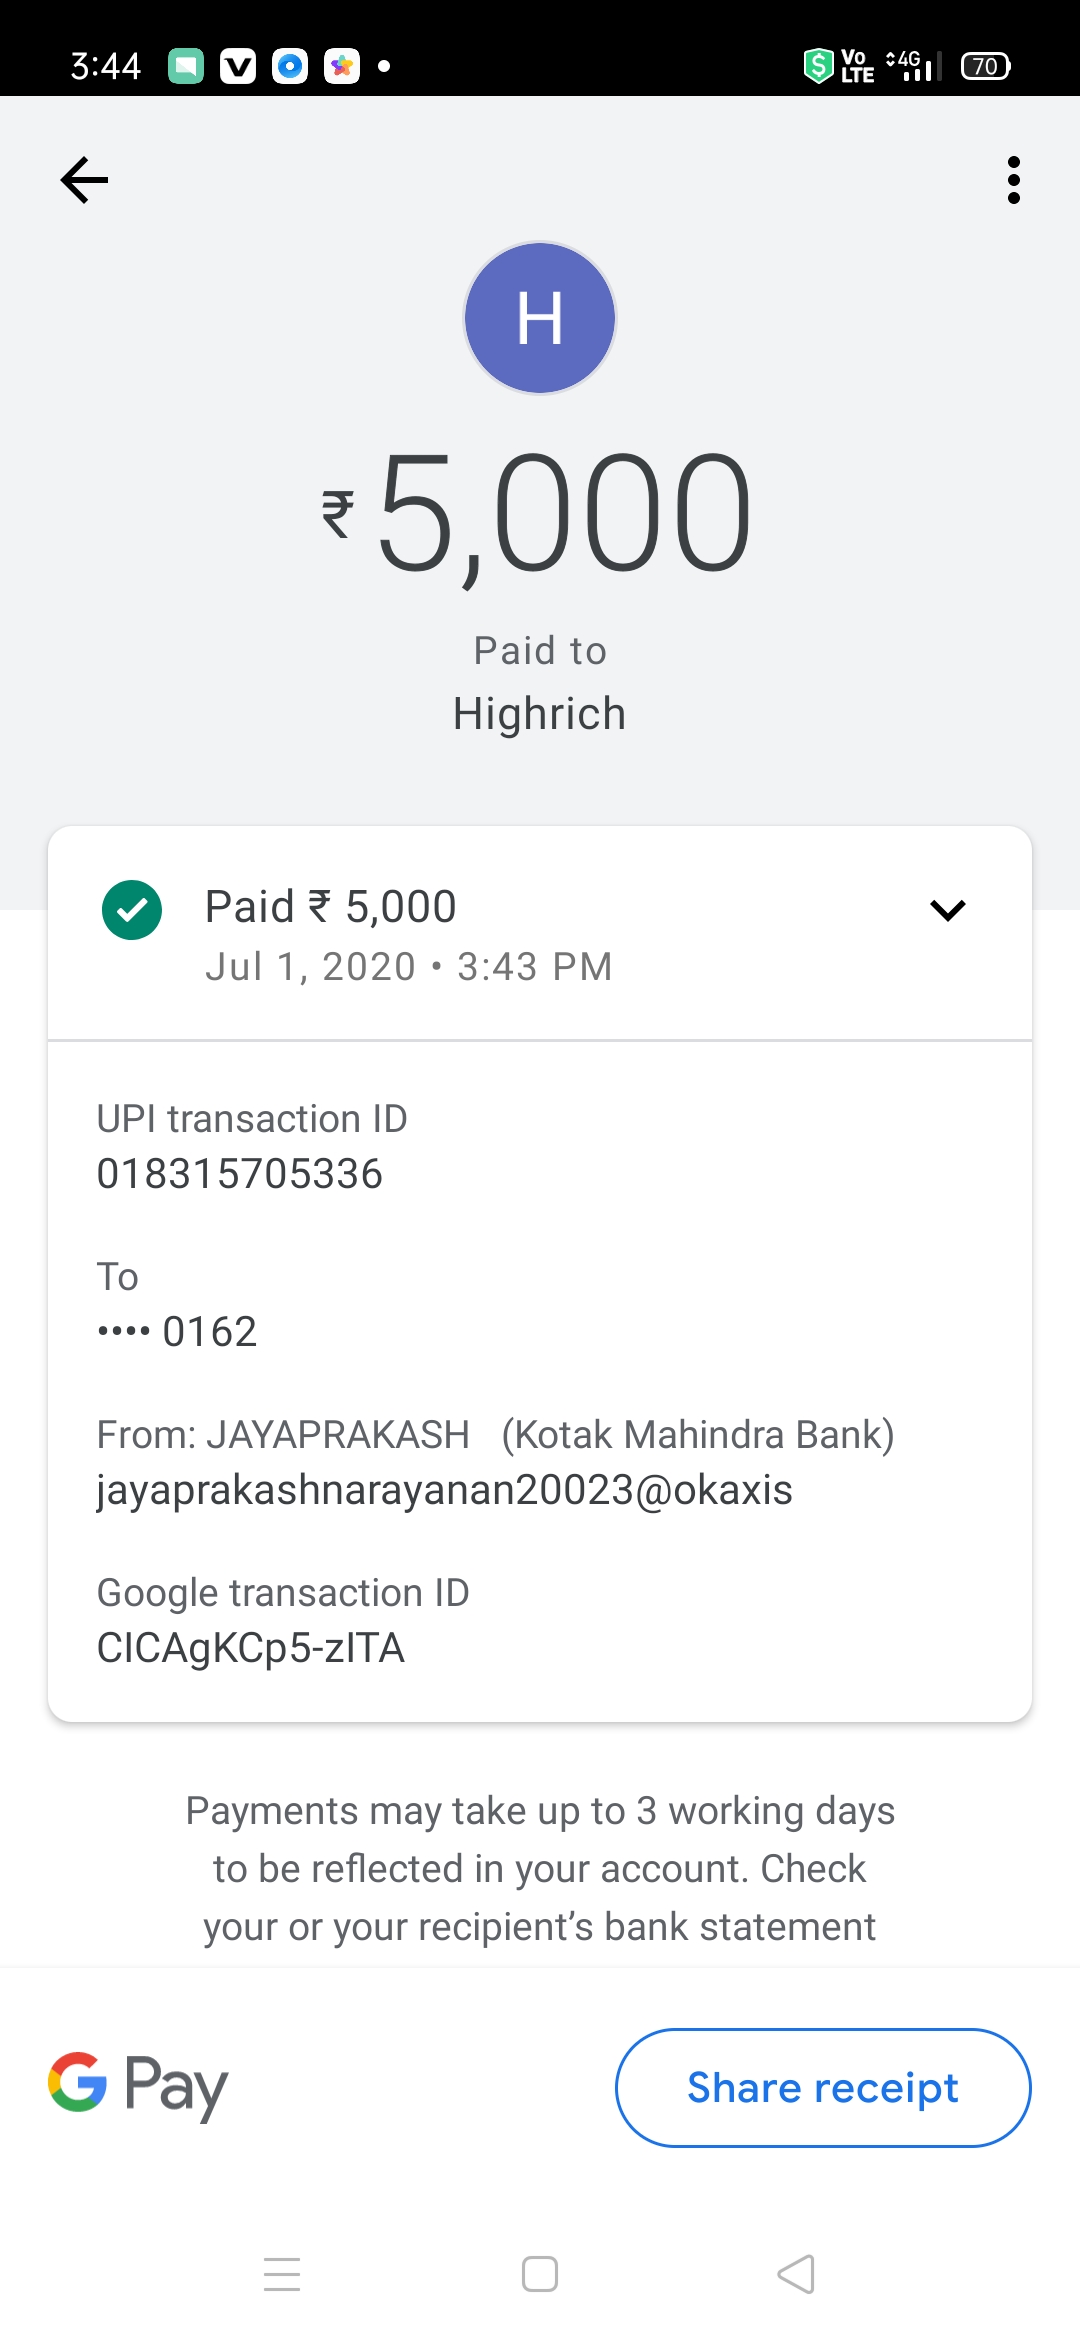 3:44
Vo LTE 4G 70
H
₹5,000
Paid to
Highrich
Paid ₹ 5,000
Jul 1, 2020 • 3:43 PM
UPI transaction ID
018315705336
To
•••• 0162
From: JAYAPRAKASH (Kotak Mahindra Bank)
jayaprakashnarayanan20023@okaxis
Google transaction ID
CICAgKCp5-zITA
Payments may take up to 3 working days
to be reflected in your account. Check
your or your recipient’s bank statement
G Pay
Share receipt